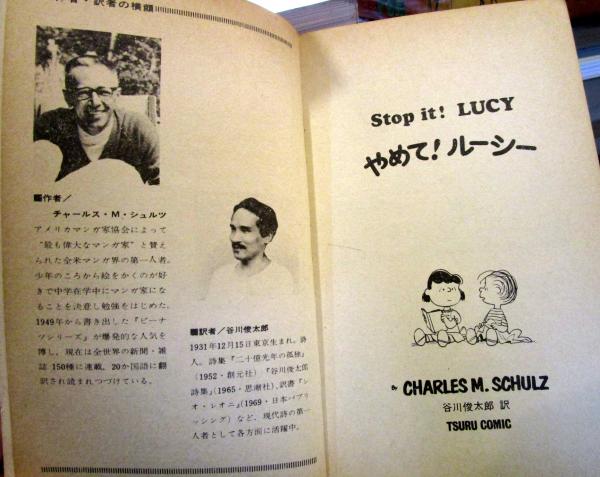 作者・訳者の横顔
■作者/
チャールス・M・シュルツ
アメリカマンガ家協会によって
"最も偉大なマンガ家"と賛え
られた全米マンガ界の第一人者。
少年のころから絵をかくのが好
きで中学在学中にマンガ家にな
ることを決意し勉強をはじめた。
1949年から書き出した『ピーナ
ツシリーズ』が爆発的な人気を
博し、現在は全世界の新聞・雑
誌150種に連載、20か国語に翻
訳され読まれつづけている。
■訳者/谷川俊太郎
1931年12月15日東京生まれ。詩
人。詩集『二十億光年の孤独』
(1952・創元社)『谷川俊太郎
詩集』(1965・思潮社)、訳書『レ
オ・レオニ』(1969・日本パブリ
ッシング)など、現代詩の第一
人者として各方面に活躍中。
Stop it! LUCY
やめて!ルーシー
by CHARLES M. SCHULZ
谷川俊太郎 訳
TSURU COMIC